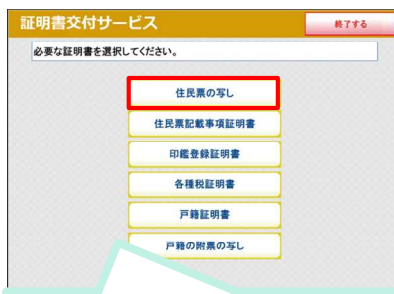 証明書交付サービス
終了する
必要な証明書を選択してください。
住民票の写し
住民票記載事項証明書
印鑑登録証明書
各種税証明書
戸籍証明書
戸籍の附票の写し